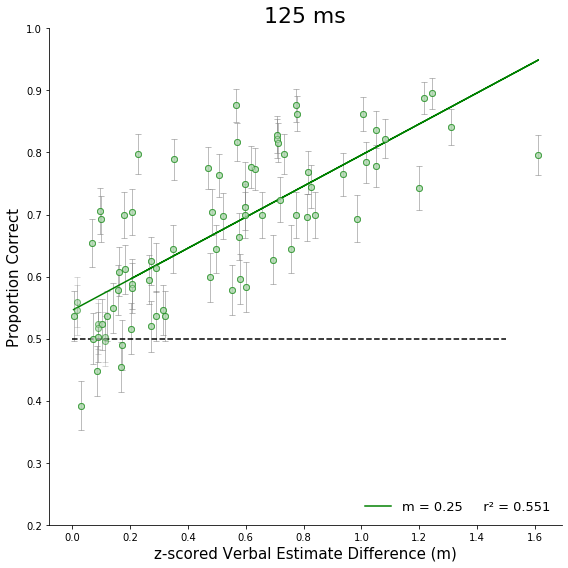 125 ms
1.0
0.9
0.8
0.7
0.6
0.5
0.4
0.3
0.2
Proportion Correct
m = 0.25 r² = 0.551
0.0 0.2 0.4 0.6 0.8 1.0 1.2 1.4 1.6
z-scored Verbal Estimate Difference (m)